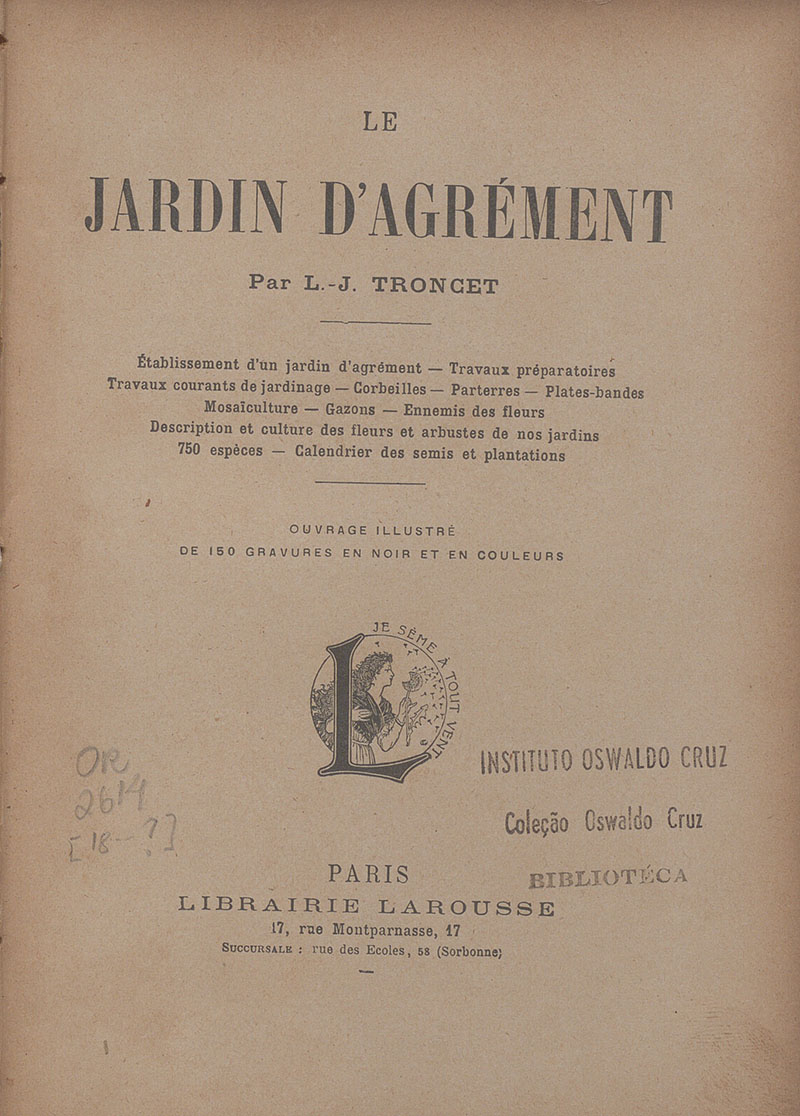 LE
JARDIN D'AGRÉMENT
Par L.-J. TRONCET
Établissement d'un jardin d'agrément — Travaux préparatoires
Travaux courants de jardinage — Corbeilles — Parterres — Plates-bandes
Mosaïculture — Gazons — Ennemis des fleurs
Description et culture des fleurs et arbustes de nos jardins
750 espèces — Calendrier des semis et plantations
OUVRAGE ILLUSTRÉ
DE 150 GRAVURES EN NOIR ET EN COULEURS
JE SÈME À TOUT VENT
L
INSTITUTO OSWALDO CRUZ
Coleção Oswaldo Cruz
BIBLIOTÉCA
OR
2614
[18--?]
PARIS
LIBRAIRIE LAROUSSE
17, rue Montparnasse, 17
SUCCURSALE : rue des Ecoles, 58 (Sorbonne)